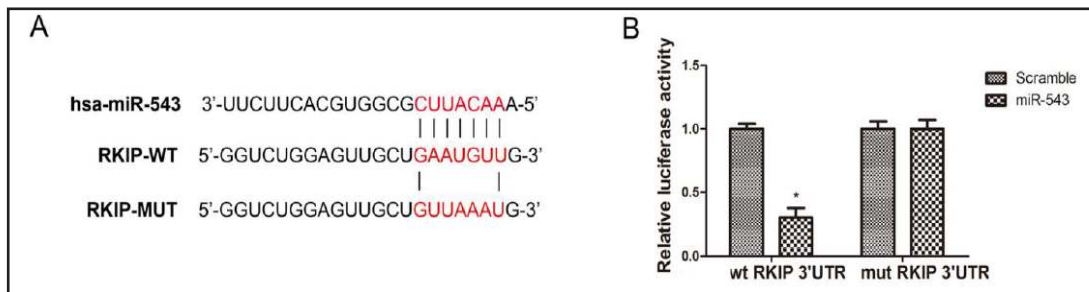 A
hsa-miR-543 3'-UUCUUCACGUGGCGCUUACAAA-5'
RKIP-WT 5'-GGUCUGGAGUUGCUGAAUGUUG-3'
RKIP-MUT 5'-GGUCUGGAGUUGCUGUUAAAUG-3'
B
Relative luciferase activity
1.5
1.0
0.5
0.0
*
wt RKIP 3'UTR
mut RKIP 3'UTR
Scramble
miR-543